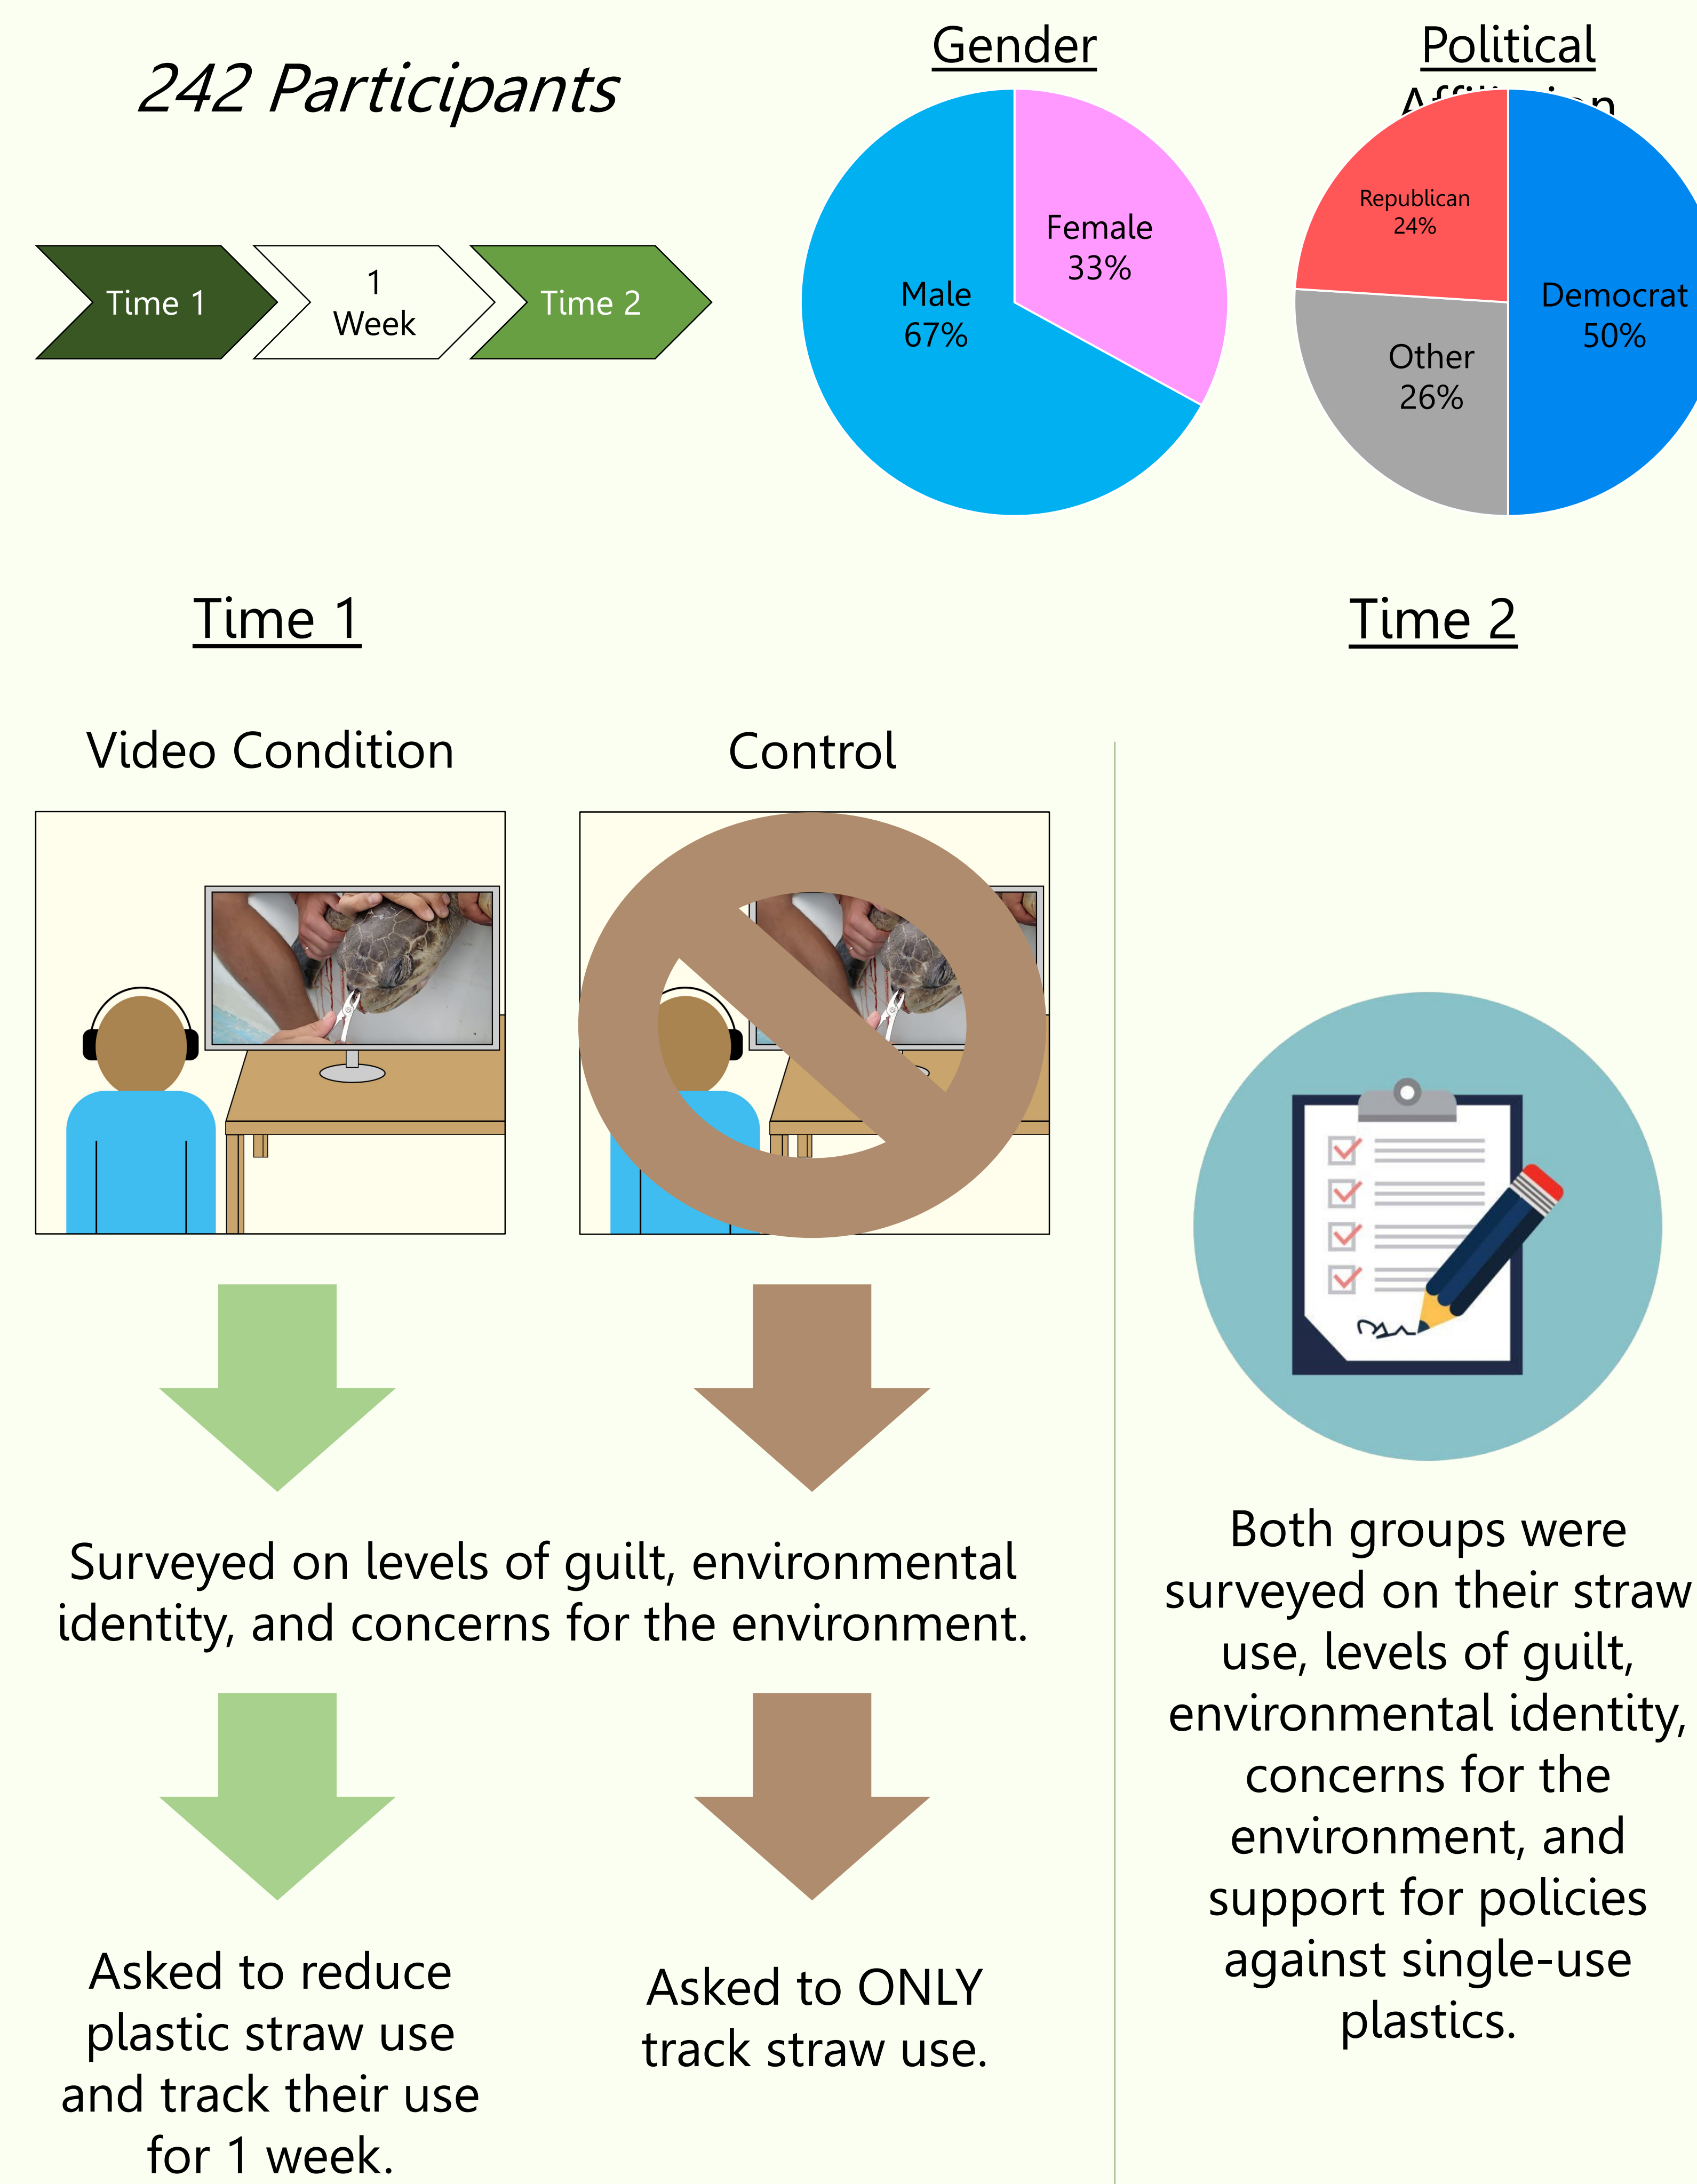 242 Participants
Time 1
1
Week
Time 2
Gender
Female
33%
Male
67%
Political
Republican
24%
Democrat
50%
Other
26%
Time 1
Time 2
Video Condition
Control
Surveyed on levels of guilt, environmental
identity, and concerns for the environment.
Asked to reduce
plastic straw use
and track their use
for 1 week.
Asked to ONLY
track straw use.
Both groups were
surveyed on their straw
use, levels of guilt,
environmental identity,
concerns for the
environment, and
support for policies
against single-use
plastics.